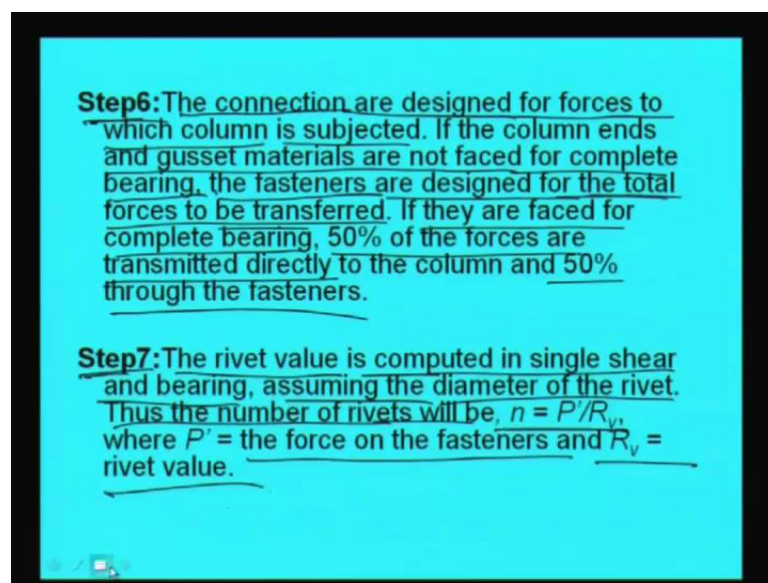 Step6:The connection are designed for forces to
which column is subjected. If the column ends
and gusset materials are not faced for complete
bearing, the fasteners are designed for the total
forces to be transferred. If they are faced for
complete bearing, 50% of the forces are
transmitted directly to the column and 50%
through the fasteners.
Step7:The rivet value is computed in single shear
and bearing, assuming the diameter of the rivet.
Thus the number of rivets will be, n = P'/Rv,
where P' = the force on the fasteners and Rv =
rivet value.